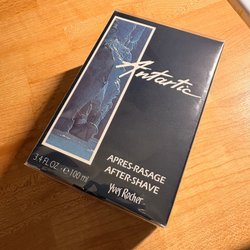 Antartic
APRES-RASAGE
AFTER-SHAVE
3.4 FL.OZ ℮ 100 ml
Yves Rocher